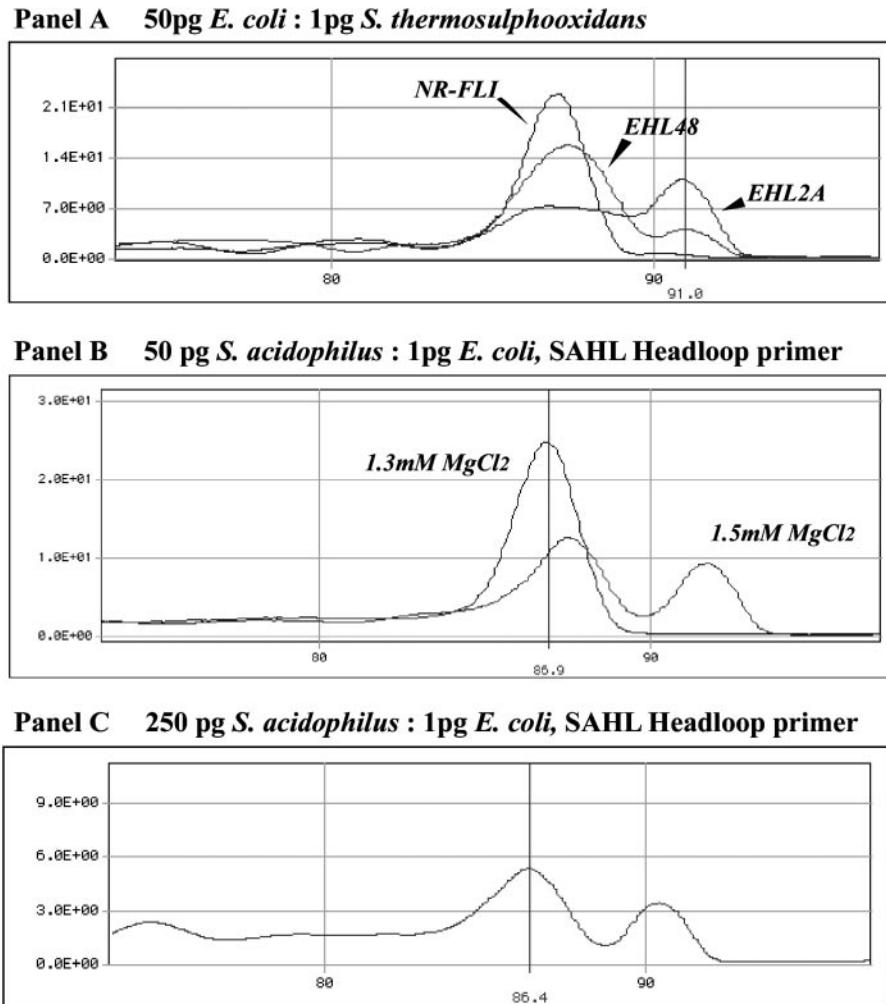 Panel A 50pg E. coli : 1pg S. thermosulphooxidans
NR-FLI
2.1E+01
EHL48
1.4E+01
EHL2A
7.0E+00
0.0E+00
80 90
91.0
Panel B 50 pg S. acidophilus : 1pg E. coli, SAHL Headloop primer
3.0E+01
1.3mM MgCl2
2.0E+01
1.5mM MgCl2
1.0E+01
0.0E+00
80 90
86.9
Panel C 250 pg S. acidophilus : 1pg E. coli, SAHL Headloop primer
9.0E+00
6.0E+00
3.0E+00
0.0E+00
80 90
86.4